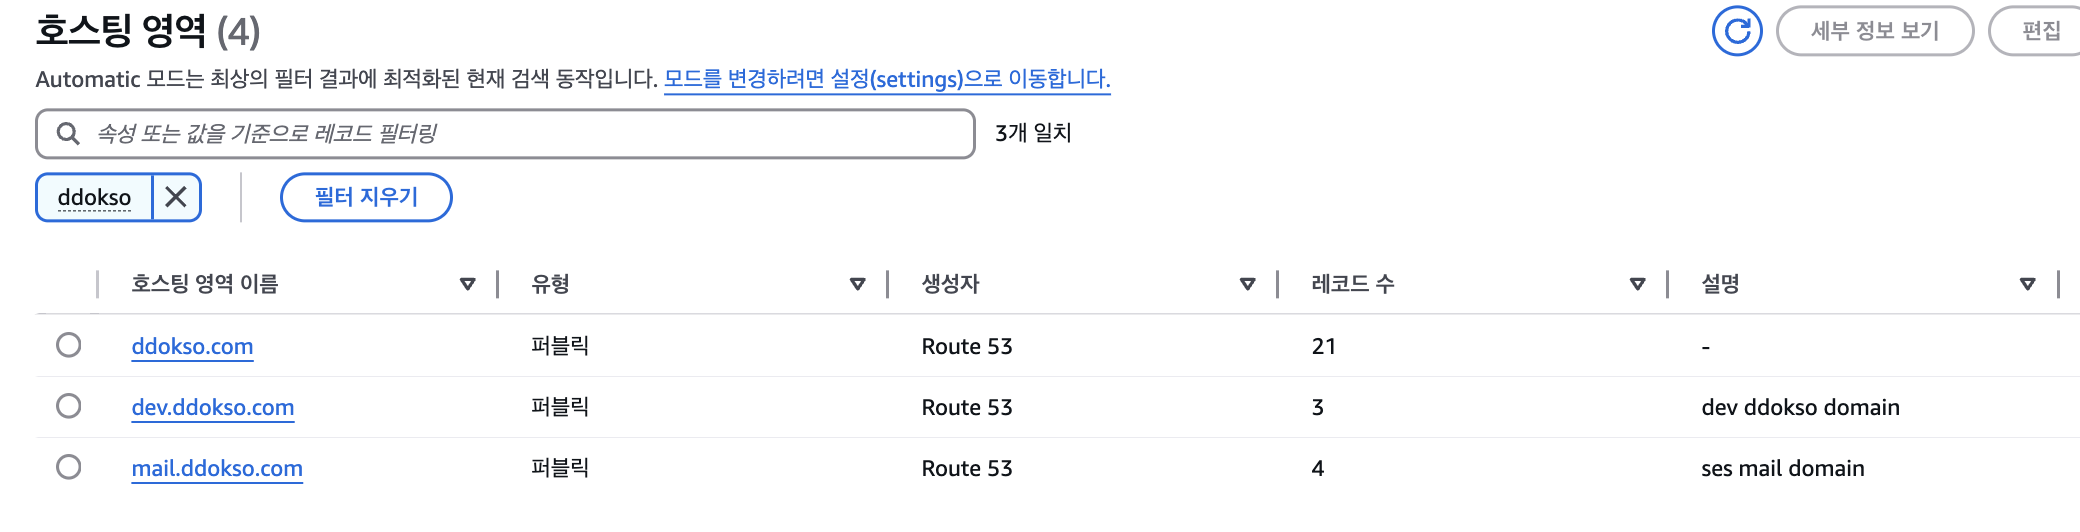 호스팅 영역 (4)
세부 정보 보기
편집
Automatic 모드는 최상의 필터 결과에 최적화된 현재 검색 동작입니다. 모드를 변경하려면 설정(settings)으로 이동합니다.
속성 또는 값을 기준으로 레코드 필터링
3개 일치
ddokso
필터 지우기
호스팅 영역 이름 유형 생성자 레코드 수 설명
ddokso.com 퍼블릭 Route 53 21 -
dev.ddokso.com 퍼블릭 Route 53 3 dev ddokso domain
mail.ddokso.com 퍼블릭 Route 53 4 ses mail domain